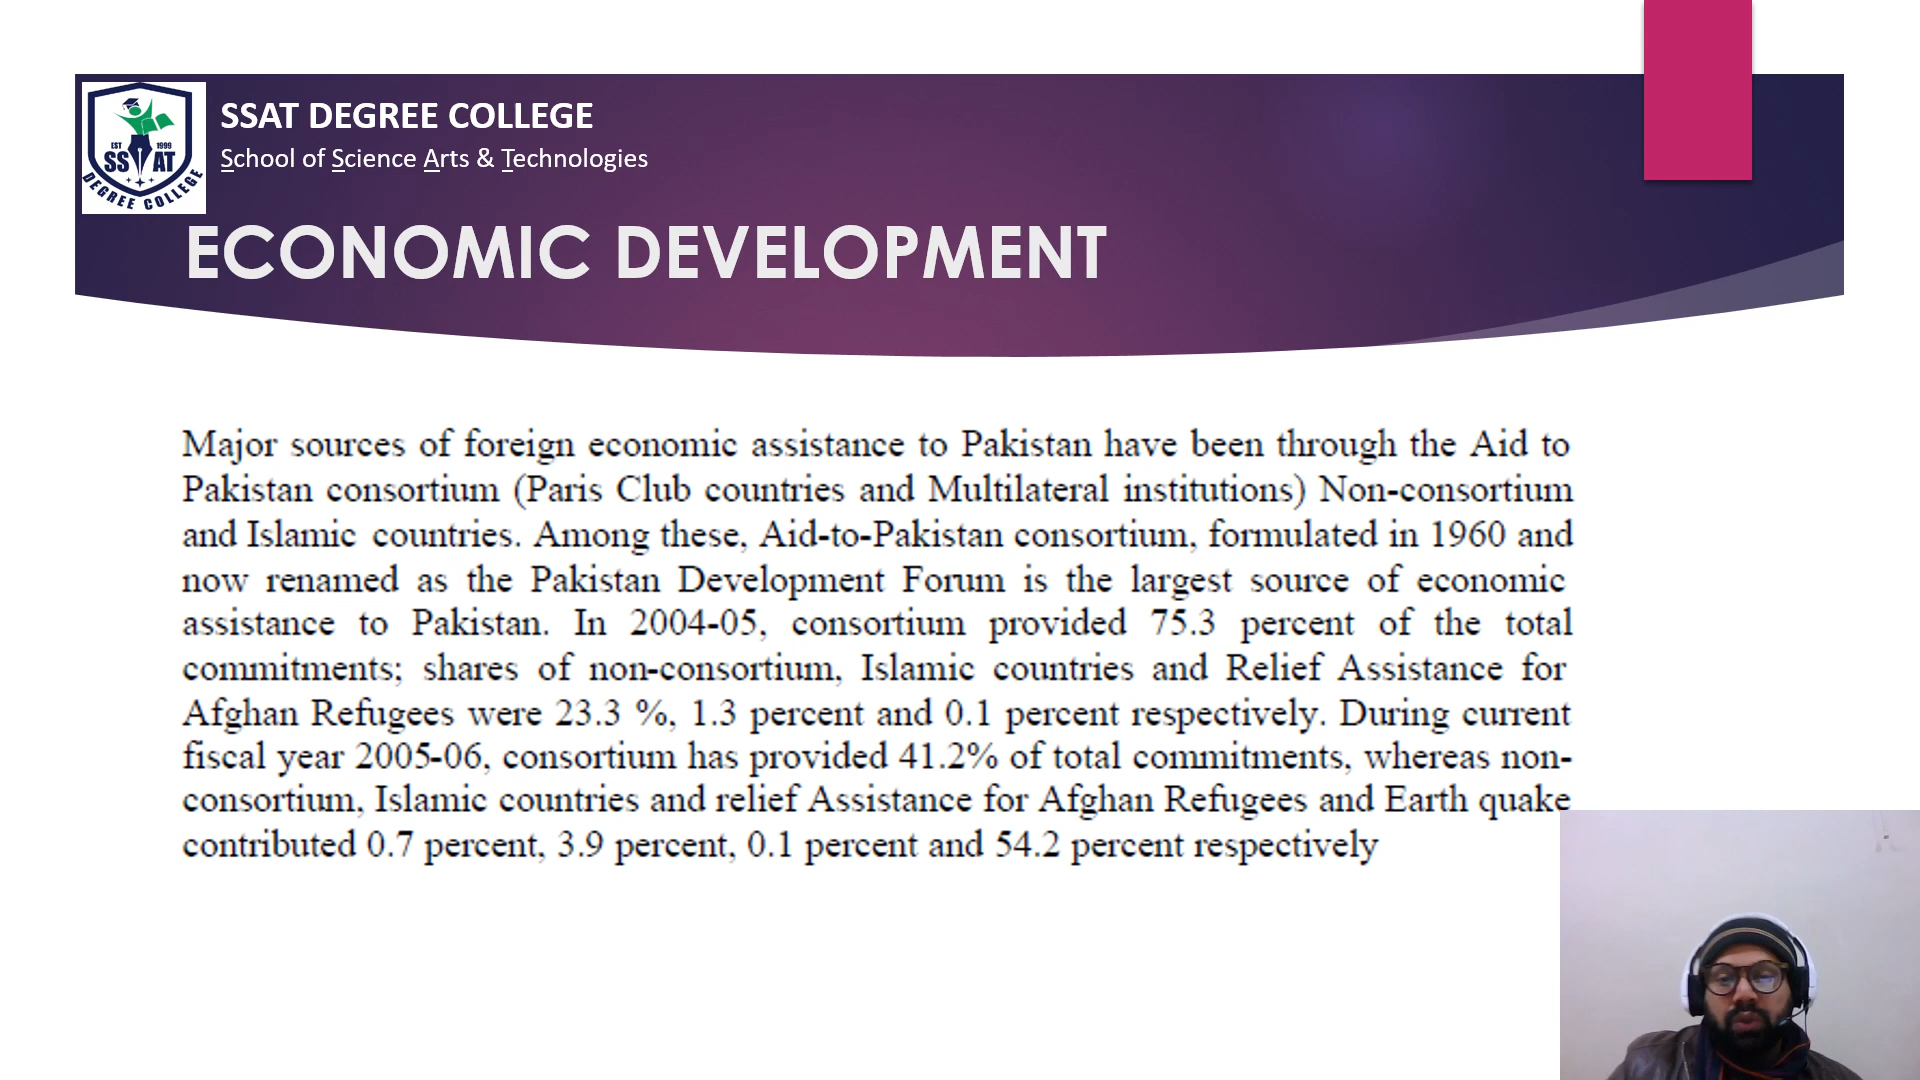 EST 1999
SSAT
DEGREE COLLEGE
SSAT DEGREE COLLEGE
School of Science Arts & Technologies
ECONOMIC DEVELOPMENT
Major sources of foreign economic assistance to Pakistan have been through the Aid to
Pakistan consortium (Paris Club countries and Multilateral institutions) Non-consortium
and Islamic countries. Among these, Aid-to-Pakistan consortium, formulated in 1960 and
now renamed as the Pakistan Development Forum is the largest source of economic
assistance to Pakistan. In 2004-05, consortium provided 75.3 percent of the total
commitments; shares of non-consortium, Islamic countries and Relief Assistance for
Afghan Refugees were 23.3 %, 1.3 percent and 0.1 percent respectively. During current
fiscal year 2005-06, consortium has provided 41.2% of total commitments, whereas non-
consortium, Islamic countries and relief Assistance for Afghan Refugees and Earth quake
contributed 0.7 percent, 3.9 percent, 0.1 percent and 54.2 percent respectively